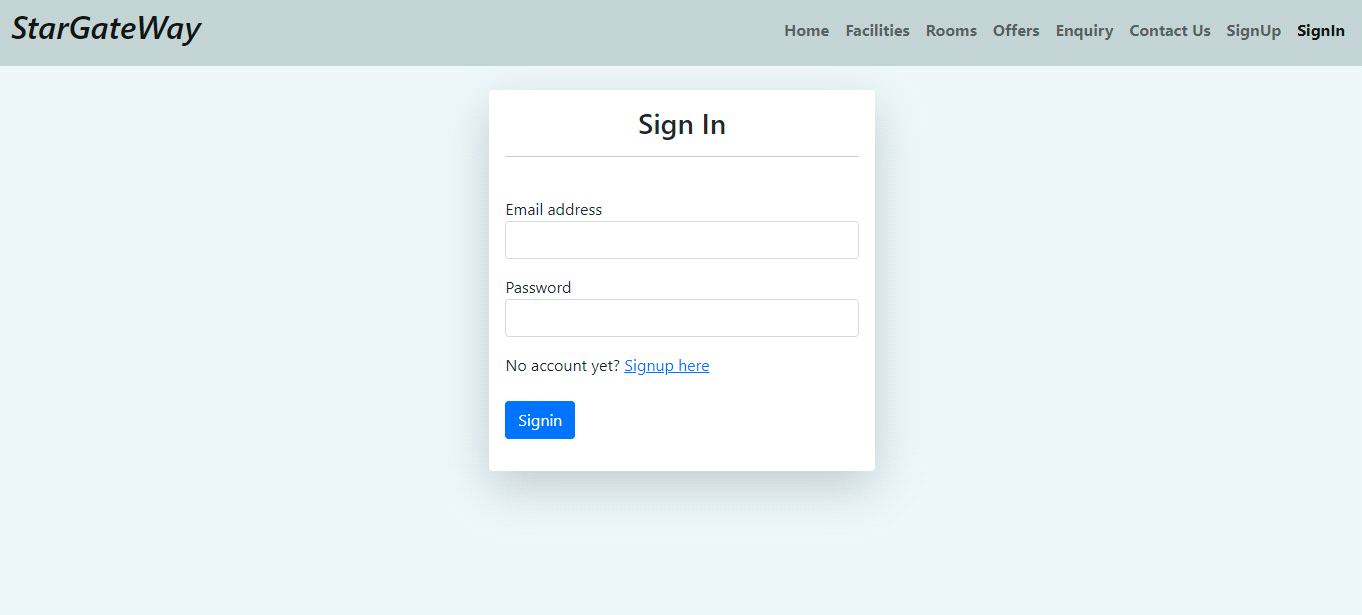 StarGateWay
Home Facilities Rooms Offers Enquiry Contact Us SignUp SignIn
Sign In
Email address
Password
No account yet? Signup here
Signin